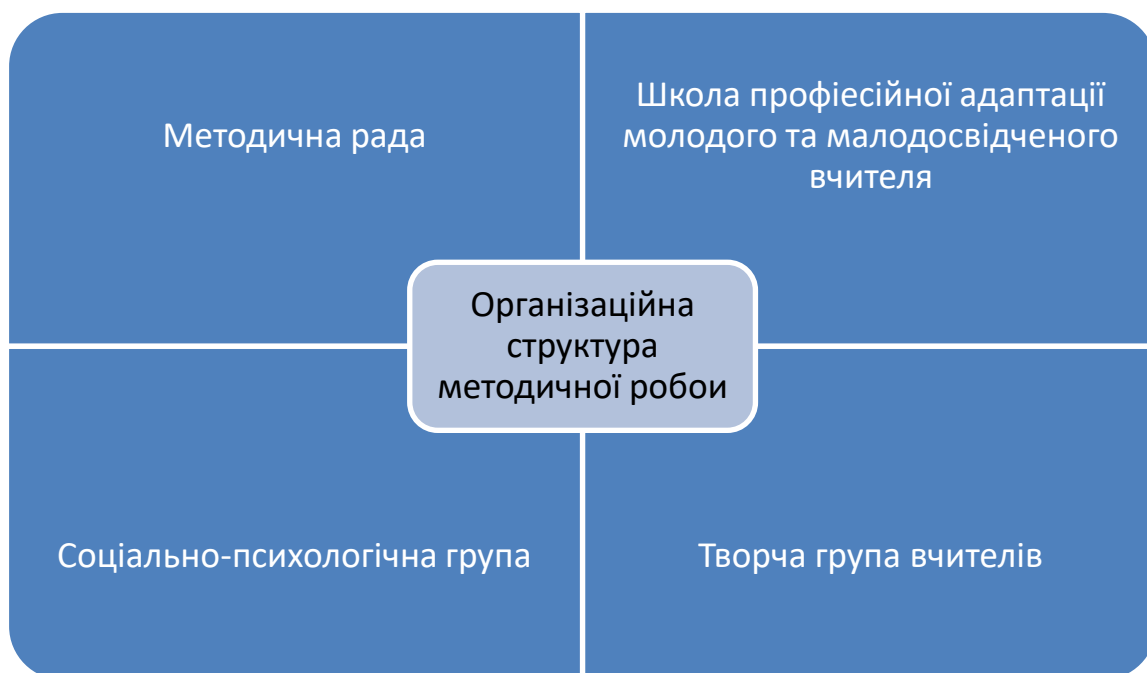 Методична рада
Школа профіесійної адаптації
молодого та малодосвідченого
вчителя
Організаційна
структура
методичної робои
Соціально-психологічна група
Творча група вчителів